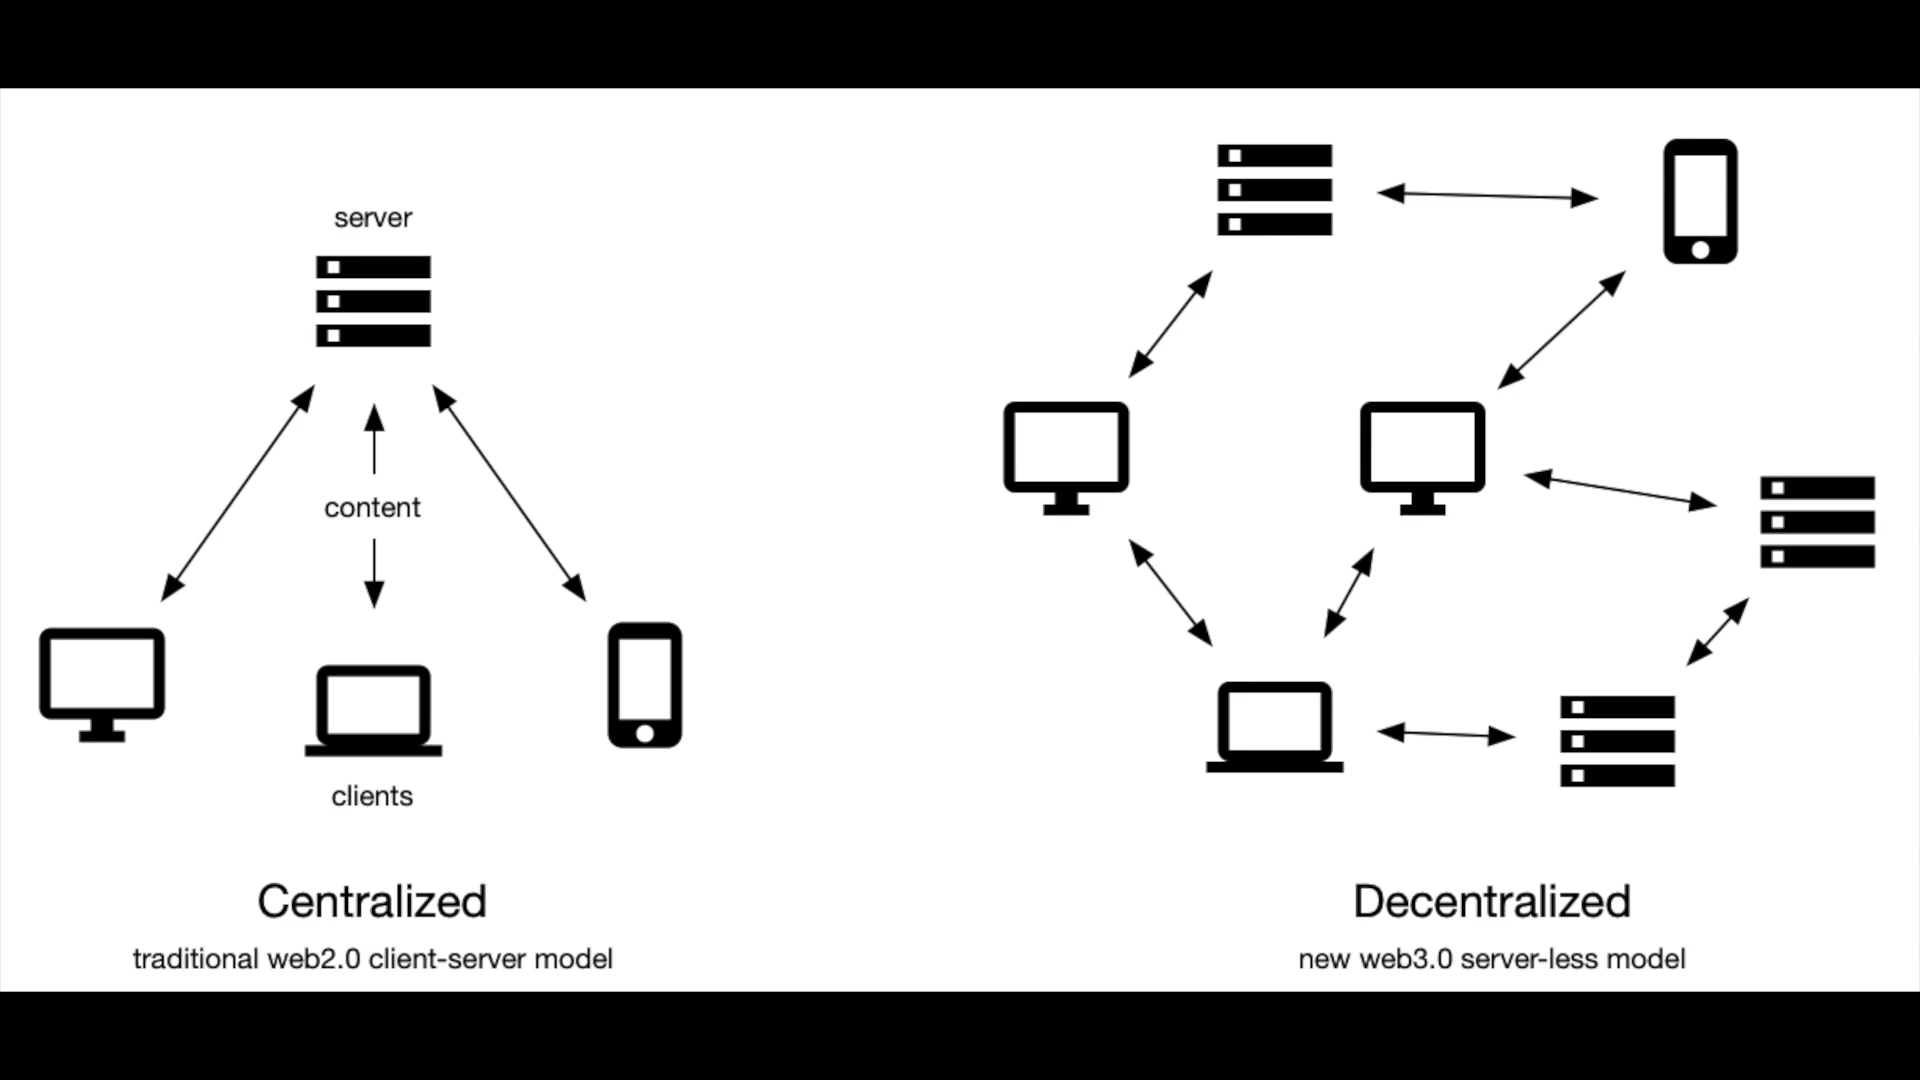 server
content
clients
Centralized
traditional web2.0 client-server model
Decentralized
new web3.0 server-less model